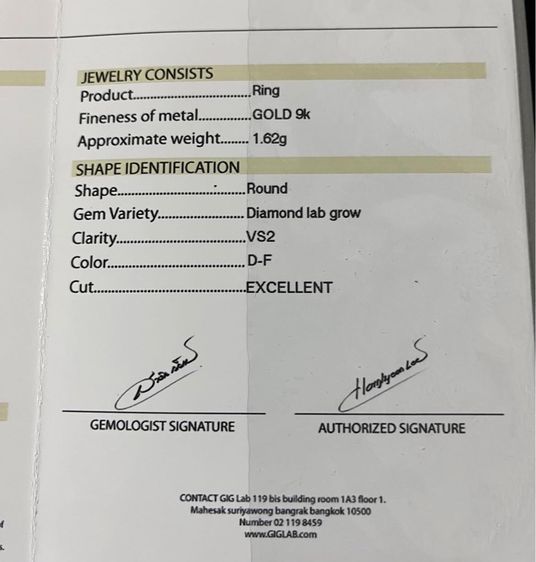 JEWELRY CONSISTS
Product..............................Ring
Fineness of metal..............GOLD 9k
Approximate weight........ 1.62g
SHAPE IDENTIFICATION
Shape.................................Round
Gem Variety.......................Diamond lab grow
Clarity..................................VS2
Color....................................D-F
Cut.........................................EXCELLENT
GEMOLOGIST SIGNATURE
AUTHORIZED SIGNATURE
CONTACT GIG Lab 119 bis building room 1A3 floor 1.
Mahesak suriyawong bangrak bangkok 10500
Number 02 119 8459
www.GIGLAB.com